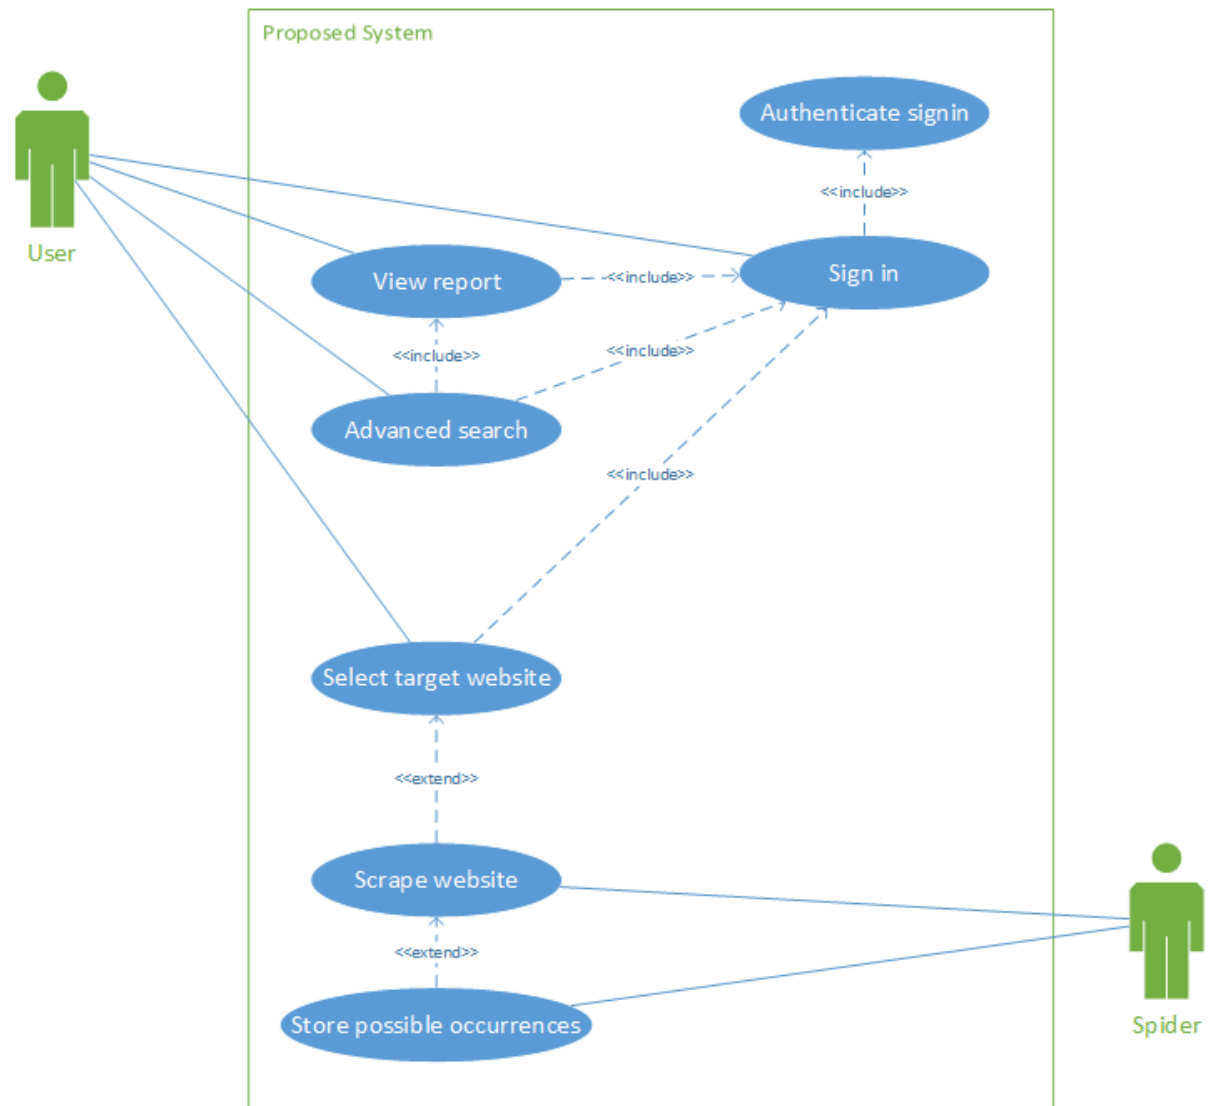 Proposed System
Authenticate signin
<<include>>
User
View report
<<include>>
Sign in
<<include>>
<<include>>
Advanced search
<<include>>
Select target website
<<extend>>
Scrape website
<<extend>>
Store possible occurrences
Spider